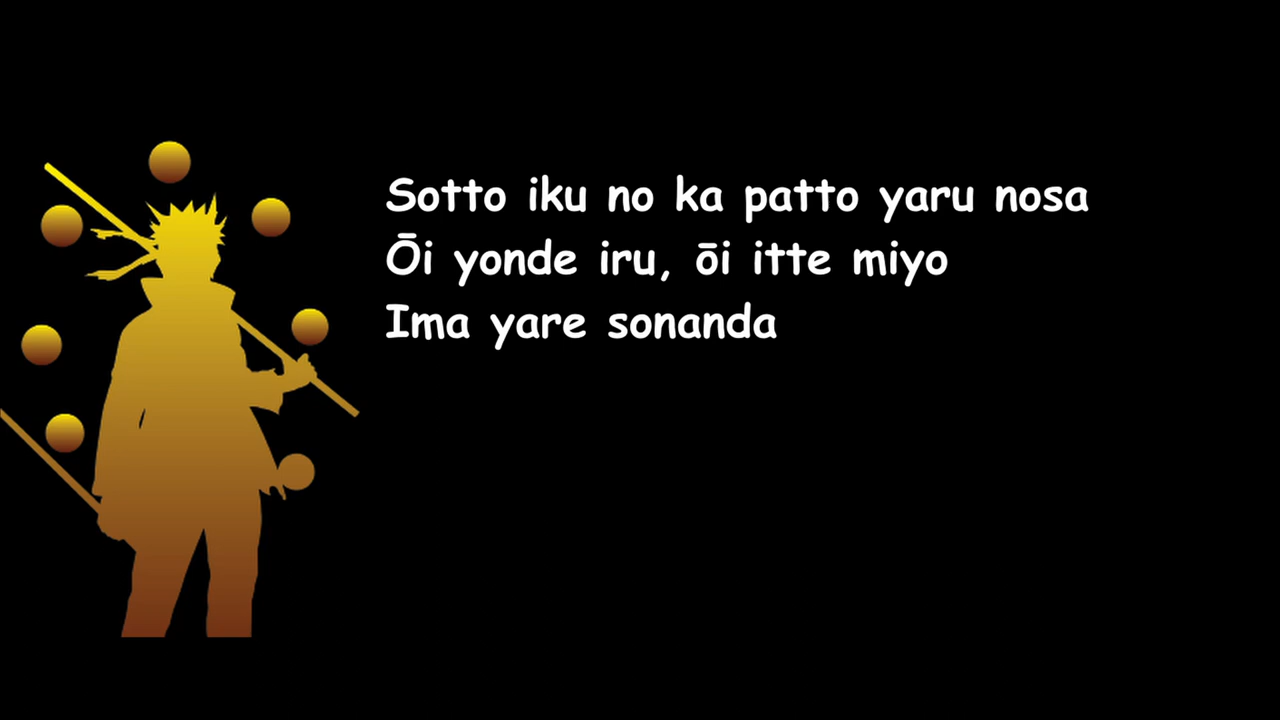 Sotto iku no ka patto yaru nosa
Ōi yonde iru, ōi itte miyo
Ima yare sonanda